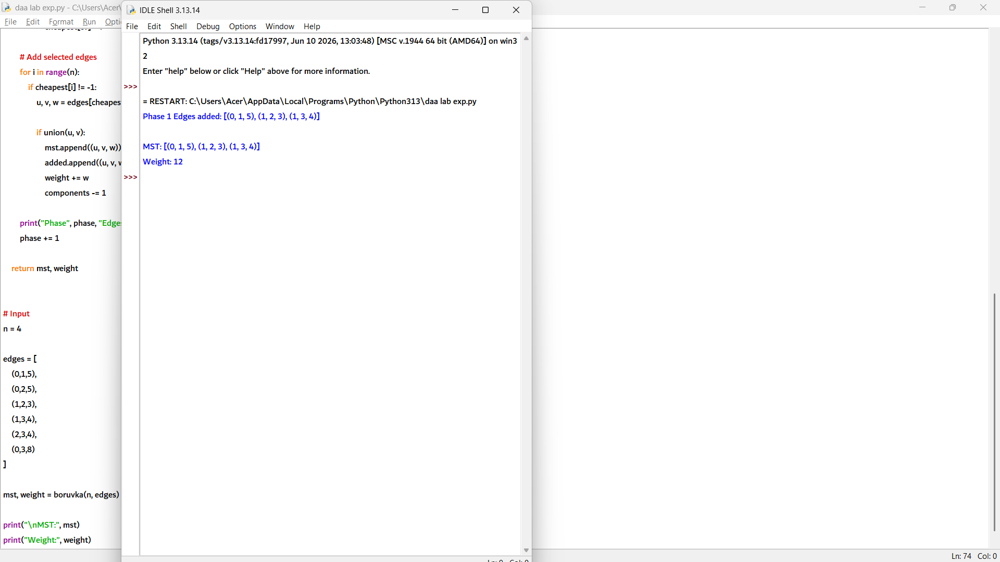 daa lab exp.py - C:\Users\Acer\
File Edit Format Run Opti
# Add selected edges
for i in range(n):
if cheapest[i] != -1:
u, v, w = edges[cheapes
if union(u, v):
mst.append((u, v, w))
added.append((u, v, w
weight += w
components -= 1
print("Phase", phase, "Edge
phase += 1
return mst, weight
# Input
n = 4
edges = [
(0,1,5),
(0,2,5),
(1,2,3),
(1,3,4),
(2,3,4),
(0,3,8)
]
mst, weight = boruvka(n, edges)
print("\nMST:", mst)
print("Weight:", weight)
IDLE Shell 3.13.14
File Edit Shell Debug Options Window Help
Python 3.13.14 (tags/v3.13.14:fd17997, Jun 10 2026, 13:03:48) [MSC v.1944 64 bit (AMD64)] on win3
2
Enter "help" below or click "Help" above for more information.
>>>
= RESTART: C:\Users\Acer\AppData\Local\Programs\Python\Python313\daa lab exp.py
Phase 1 Edges added: [(0, 1, 5), (1, 2, 3), (1, 3, 4)]
MST: [(0, 1, 5), (1, 2, 3), (1, 3, 4)]
Weight: 12
>>>
Ln: 74 Col: 0